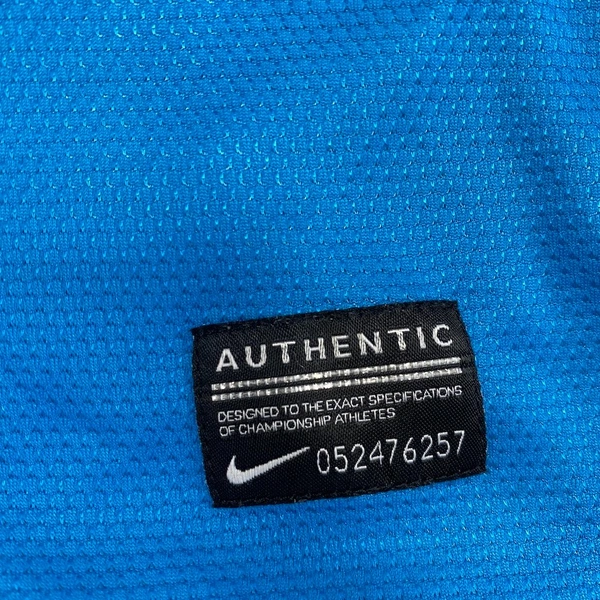 AUTHENTIC
DESIGNED TO THE EXACT SPECIFICATIONS
OF CHAMPIONSHIP ATHLETES
052476257